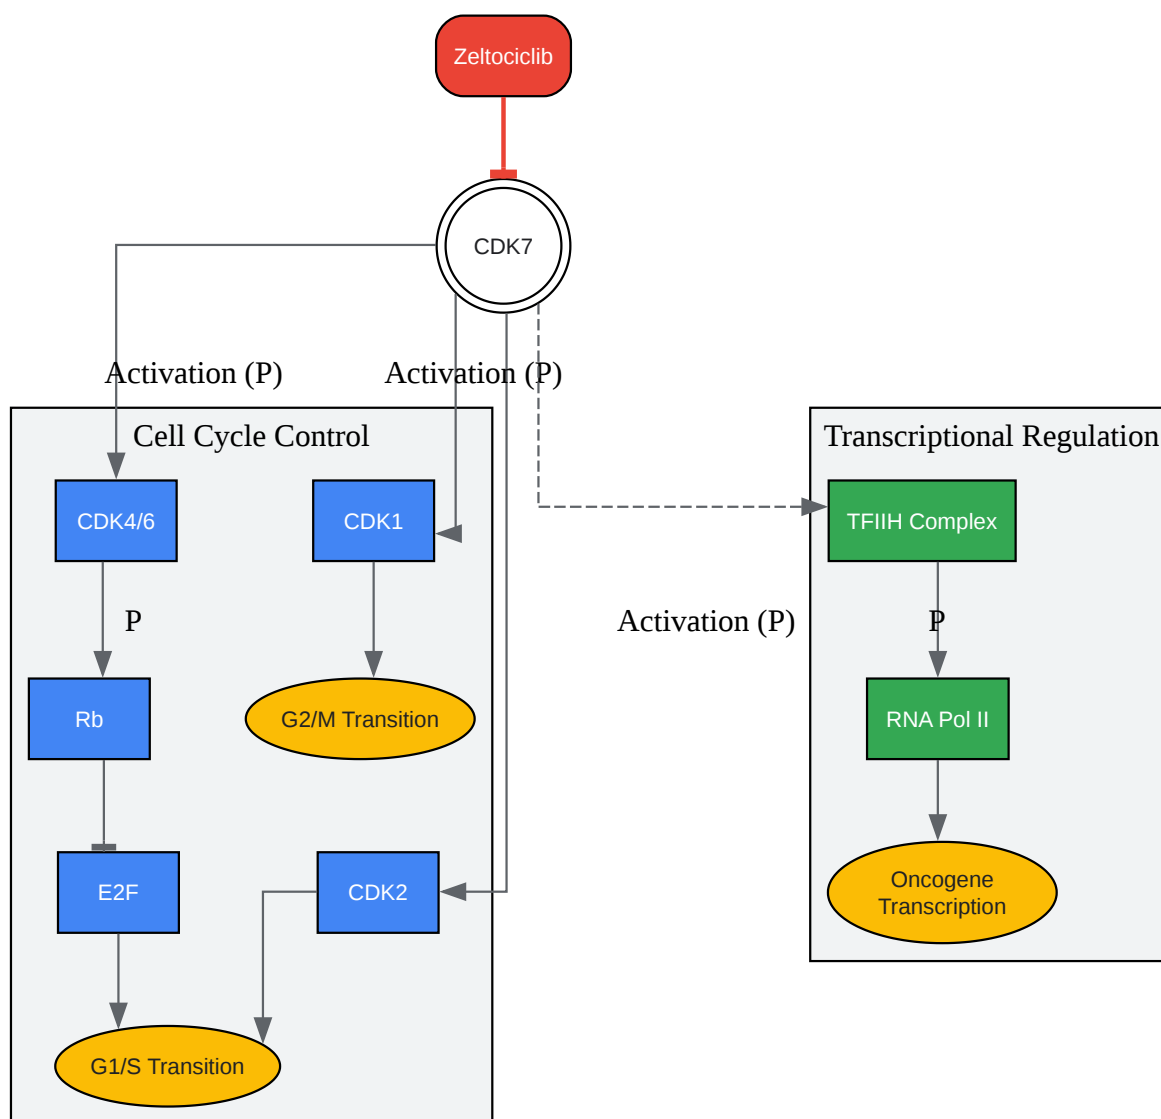 Zeltociclib
CDK7
Activation (P)
Activation (P)
Cell Cycle Control
Transcriptional Regulation
CDK4/6
CDK1
TFIIH Complex
P
Activation (P)
P
Rb
G2/M Transition
RNA Pol II
E2F
CDK2
Oncogene
Transcription
G1/S Transition